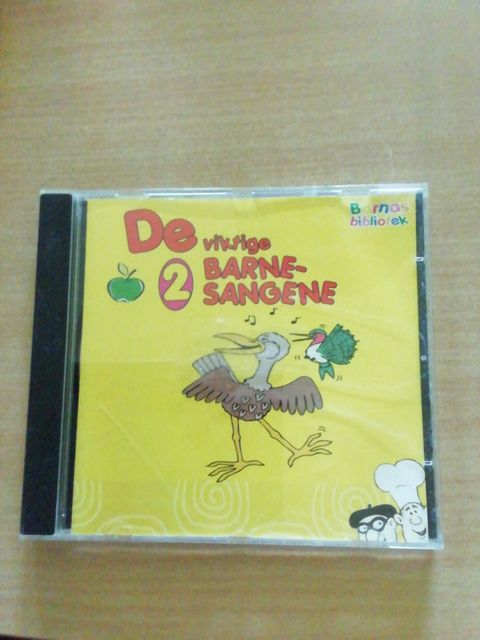 De viktige
2 BARNE-
SANGENE
Barnas
bibliotek